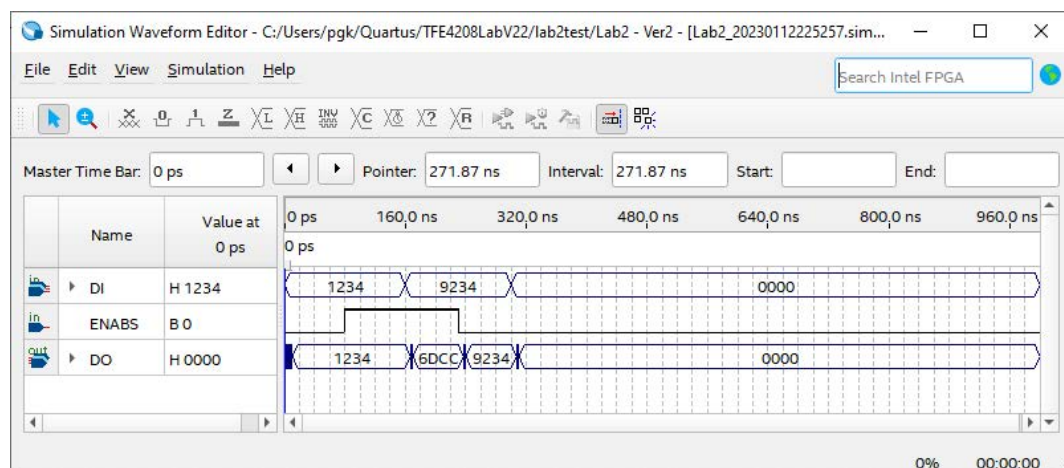 Simulation Waveform Editor - C:/Users/pgk/Quartus/TFE4208LabV22/lab2test/Lab2 - Ver2 - [Lab2_20230112225257.sim...
File Edit View Simulation Help
Search Intel FPGA
Master Time Bar: 0 ps Pointer: 271.87 ns Interval: 271.87 ns Start: End:
Name Value at 0 ps
0 ps 160.0 ns 320.0 ns 480.0 ns 640.0 ns 800.0 ns 960.0 ns
0 ps
in DI H 1234 1234 9234 0000
in ENABS B 0
out DO H 0000 1234 6DCC 9234 0000
0% 00:00:00